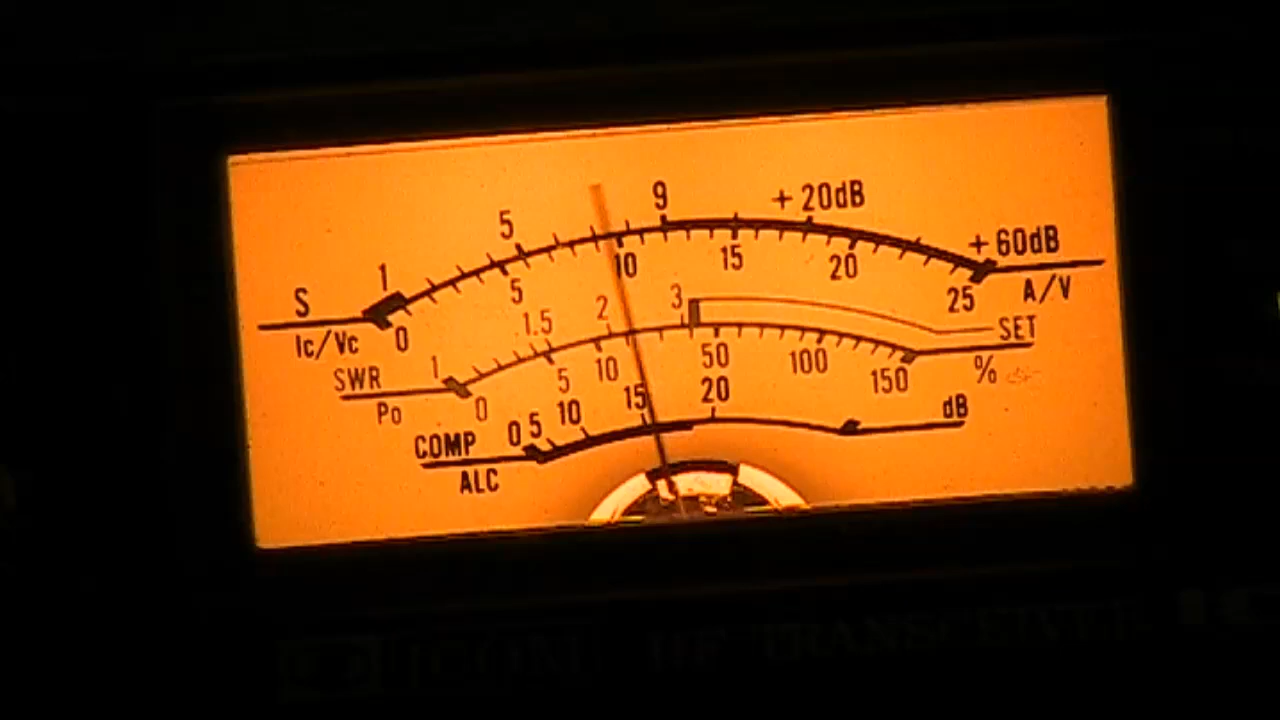 S 1 5 9 +20dB +60dB
Ic/Vc 0 5 10 15 20 25 A/V
SWR 1 1.5 2 3 SET
Po 0 5 10 50 100 150 %
COMP 0 5 10 15 20 dB
ALC
ICOM HF TRANSCEIVER